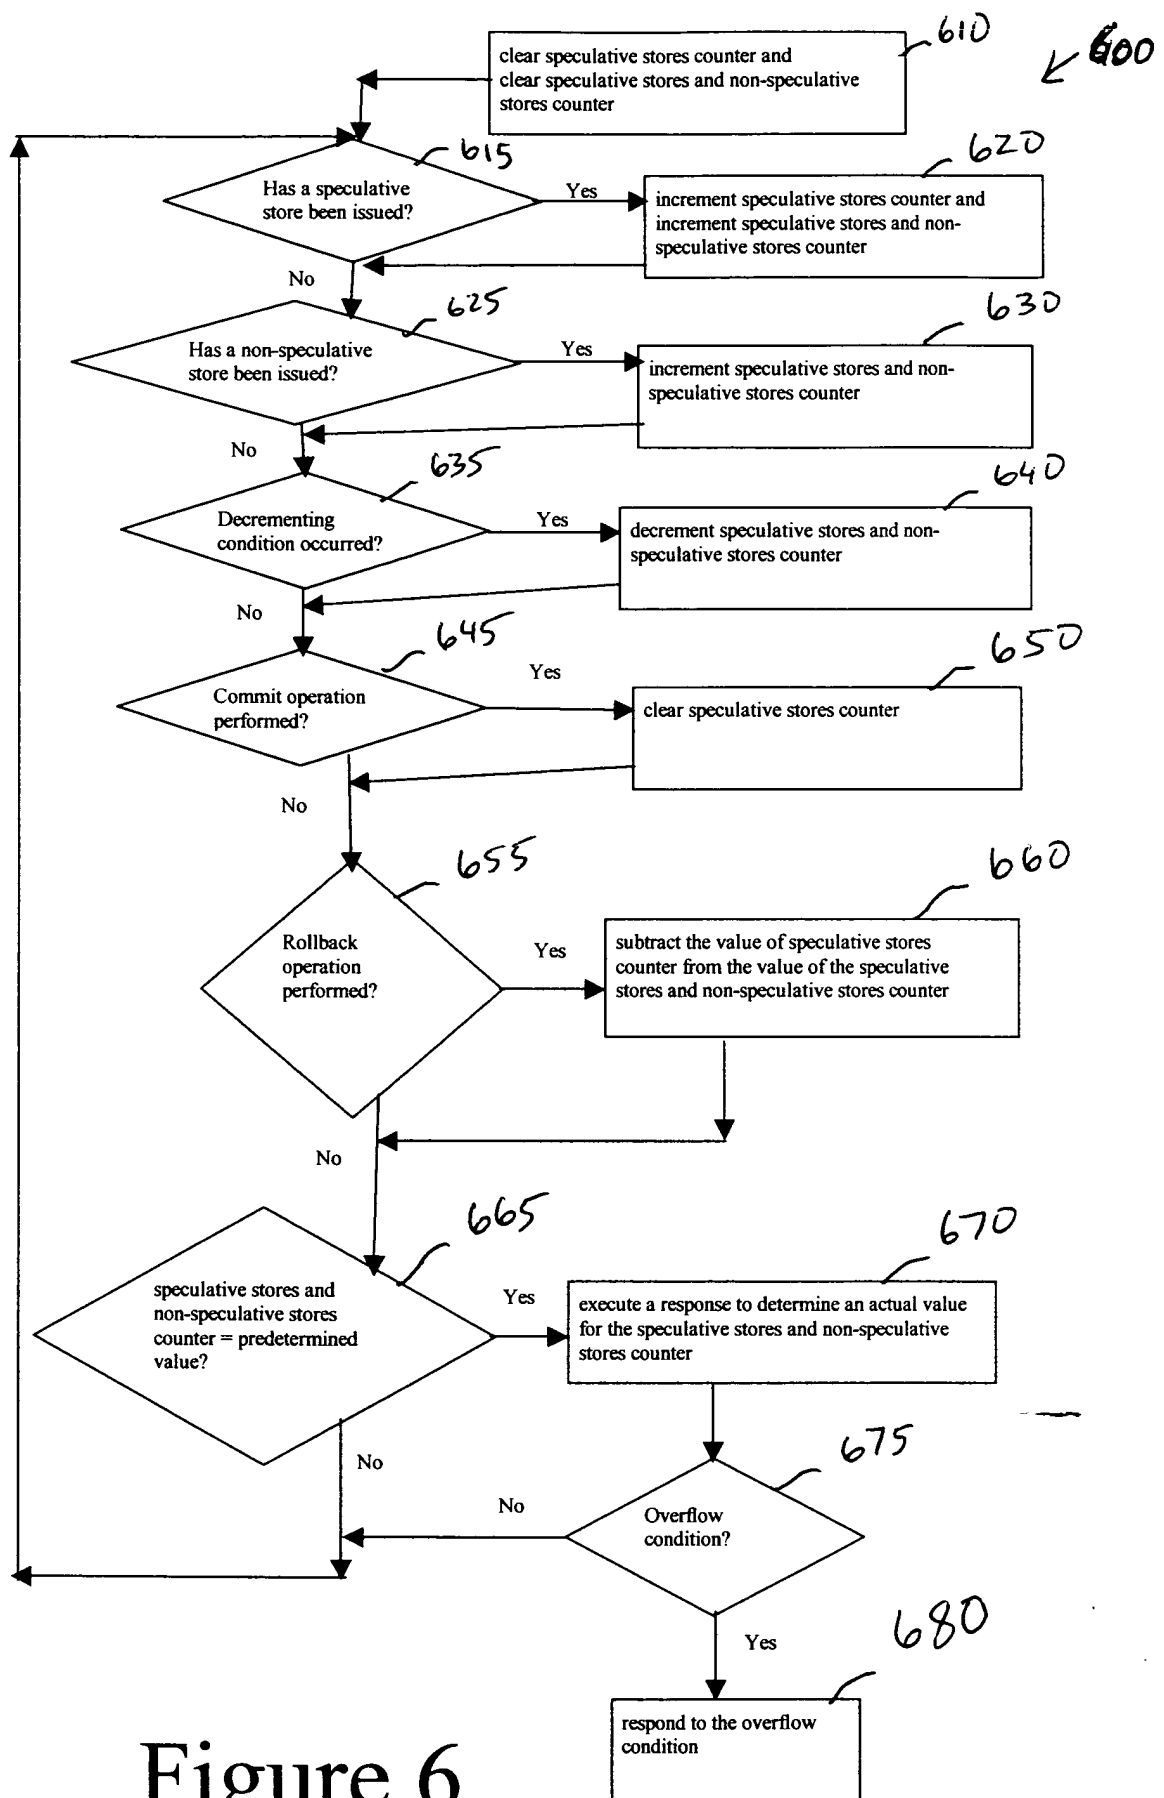 610
600
clear speculative stores counter and
clear speculative stores and non-speculative
stores counter
615
620
Has a speculative
store been issued?
Yes
increment speculative stores counter and
increment speculative stores and non-
speculative stores counter
No
625
630
Has a non-speculative
store been issued?
Yes
increment speculative stores and non-
speculative stores counter
No
635
640
Decrementing
condition occurred?
Yes
decrement speculative stores and non-
speculative stores counter
No
645
650
Commit operation
performed?
Yes
clear speculative stores counter
No
655
660
Rollback
operation
performed?
Yes
subtract the value of speculative stores
counter from the value of the speculative
stores and non-speculative stores counter
No
665
670
speculative stores and
non-speculative stores
counter = predetermined
value?
Yes
execute a response to determine an actual value
for the speculative stores and non-speculative
stores counter
No
675
Overflow
condition?
No
Yes
680
respond to the overflow
condition
Figure 6